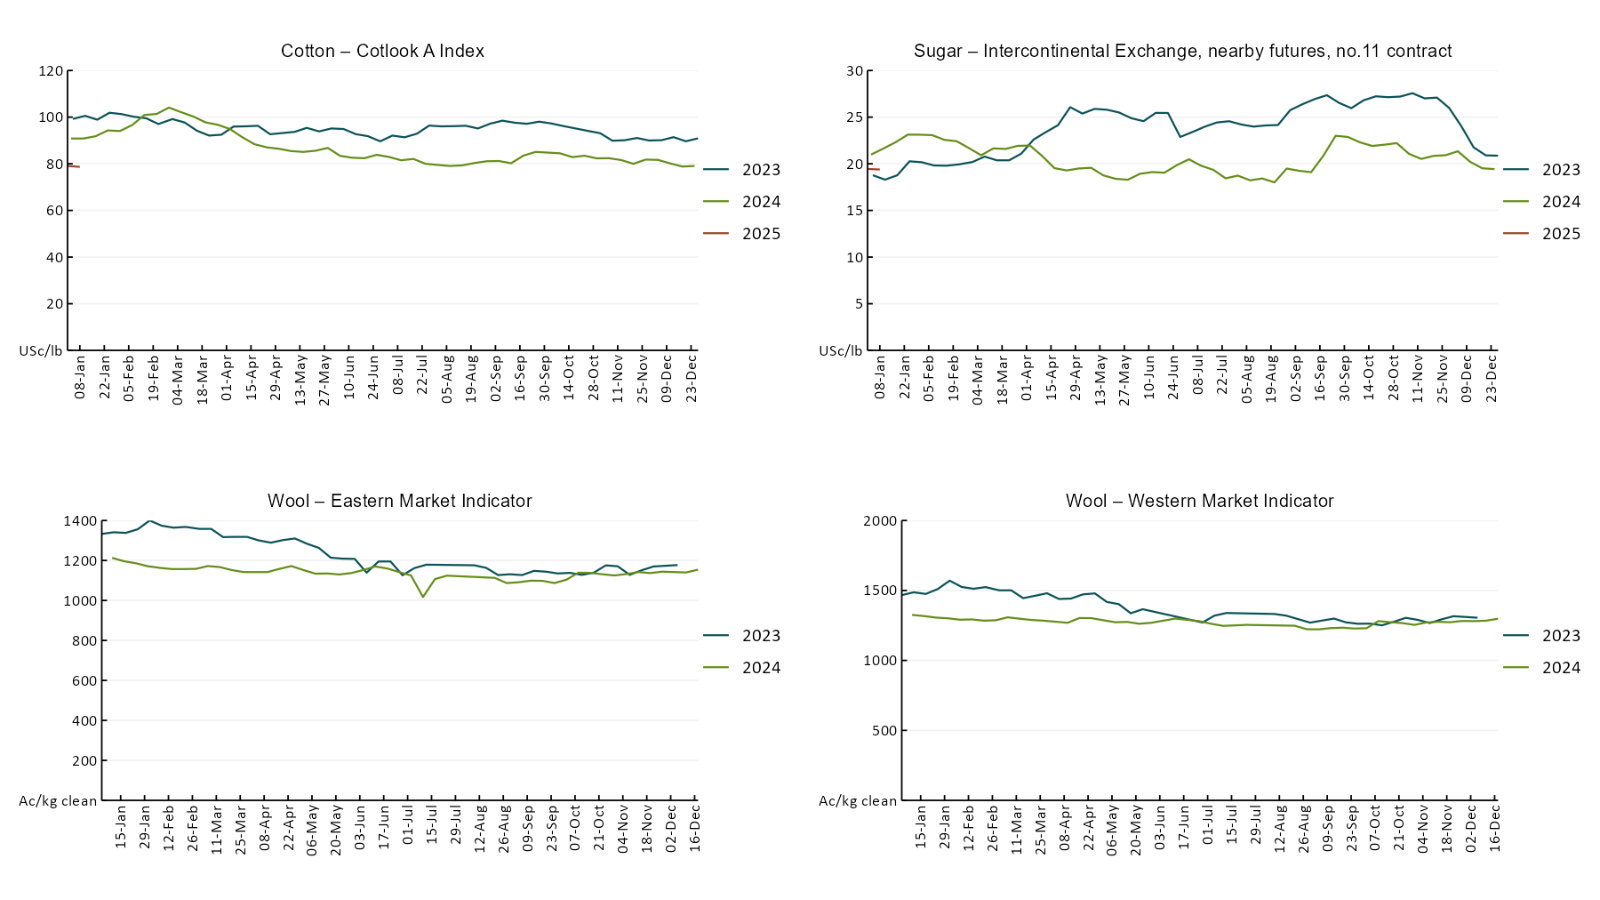 Cotton – Cotlook A Index
120
100
80
60
40
20
USc/lb
08-Jan
22-Jan
05-Feb
19-Feb
04-Mar
18-Mar
01-Apr
15-Apr
29-Apr
13-May
27-May
10-Jun
24-Jun
08-Jul
22-Jul
05-Aug
19-Aug
02-Sep
16-Sep
30-Sep
14-Oct
28-Oct
11-Nov
25-Nov
09-Dec
23-Dec
2023
2024
2025
Sugar – Intercontinental Exchange, nearby futures, no.11 contract
30
25
20
15
10
5
USc/lb
08-Jan
22-Jan
05-Feb
19-Feb
04-Mar
18-Mar
01-Apr
15-Apr
29-Apr
13-May
27-May
10-Jun
24-Jun
08-Jul
22-Jul
05-Aug
19-Aug
02-Sep
16-Sep
30-Sep
14-Oct
28-Oct
11-Nov
25-Nov
09-Dec
23-Dec
2023
2024
2025
Wool – Eastern Market Indicator
1400
1200
1000
800
600
400
200
Ac/kg clean
15-Jan
29-Jan
12-Feb
26-Feb
11-Mar
25-Mar
08-Apr
22-Apr
06-May
20-May
03-Jun
17-Jun
01-Jul
15-Jul
29-Jul
12-Aug
26-Aug
09-Sep
23-Sep
07-Oct
21-Oct
04-Nov
18-Nov
02-Dec
16-Dec
2023
2024
Wool – Western Market Indicator
2000
1500
1000
500
Ac/kg clean
15-Jan
29-Jan
12-Feb
26-Feb
11-Mar
25-Mar
08-Apr
22-Apr
06-May
20-May
03-Jun
17-Jun
01-Jul
15-Jul
29-Jul
12-Aug
26-Aug
09-Sep
23-Sep
07-Oct
21-Oct
04-Nov
18-Nov
02-Dec
16-Dec
2023
2024